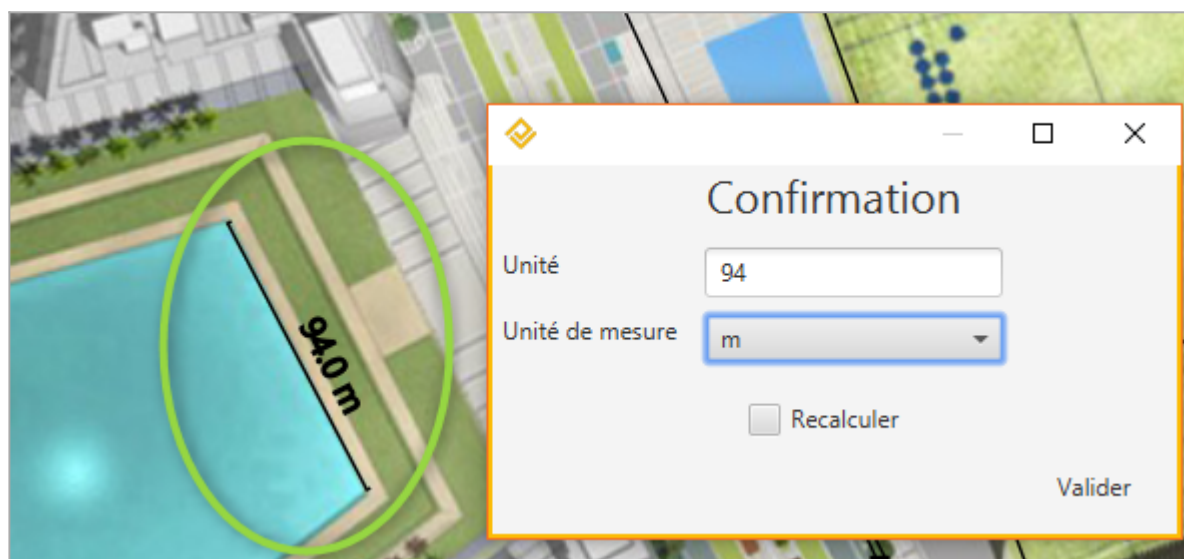 94.0 m
Confirmation
Unité
94
Unité de mesure
m
Recalculer
Valider